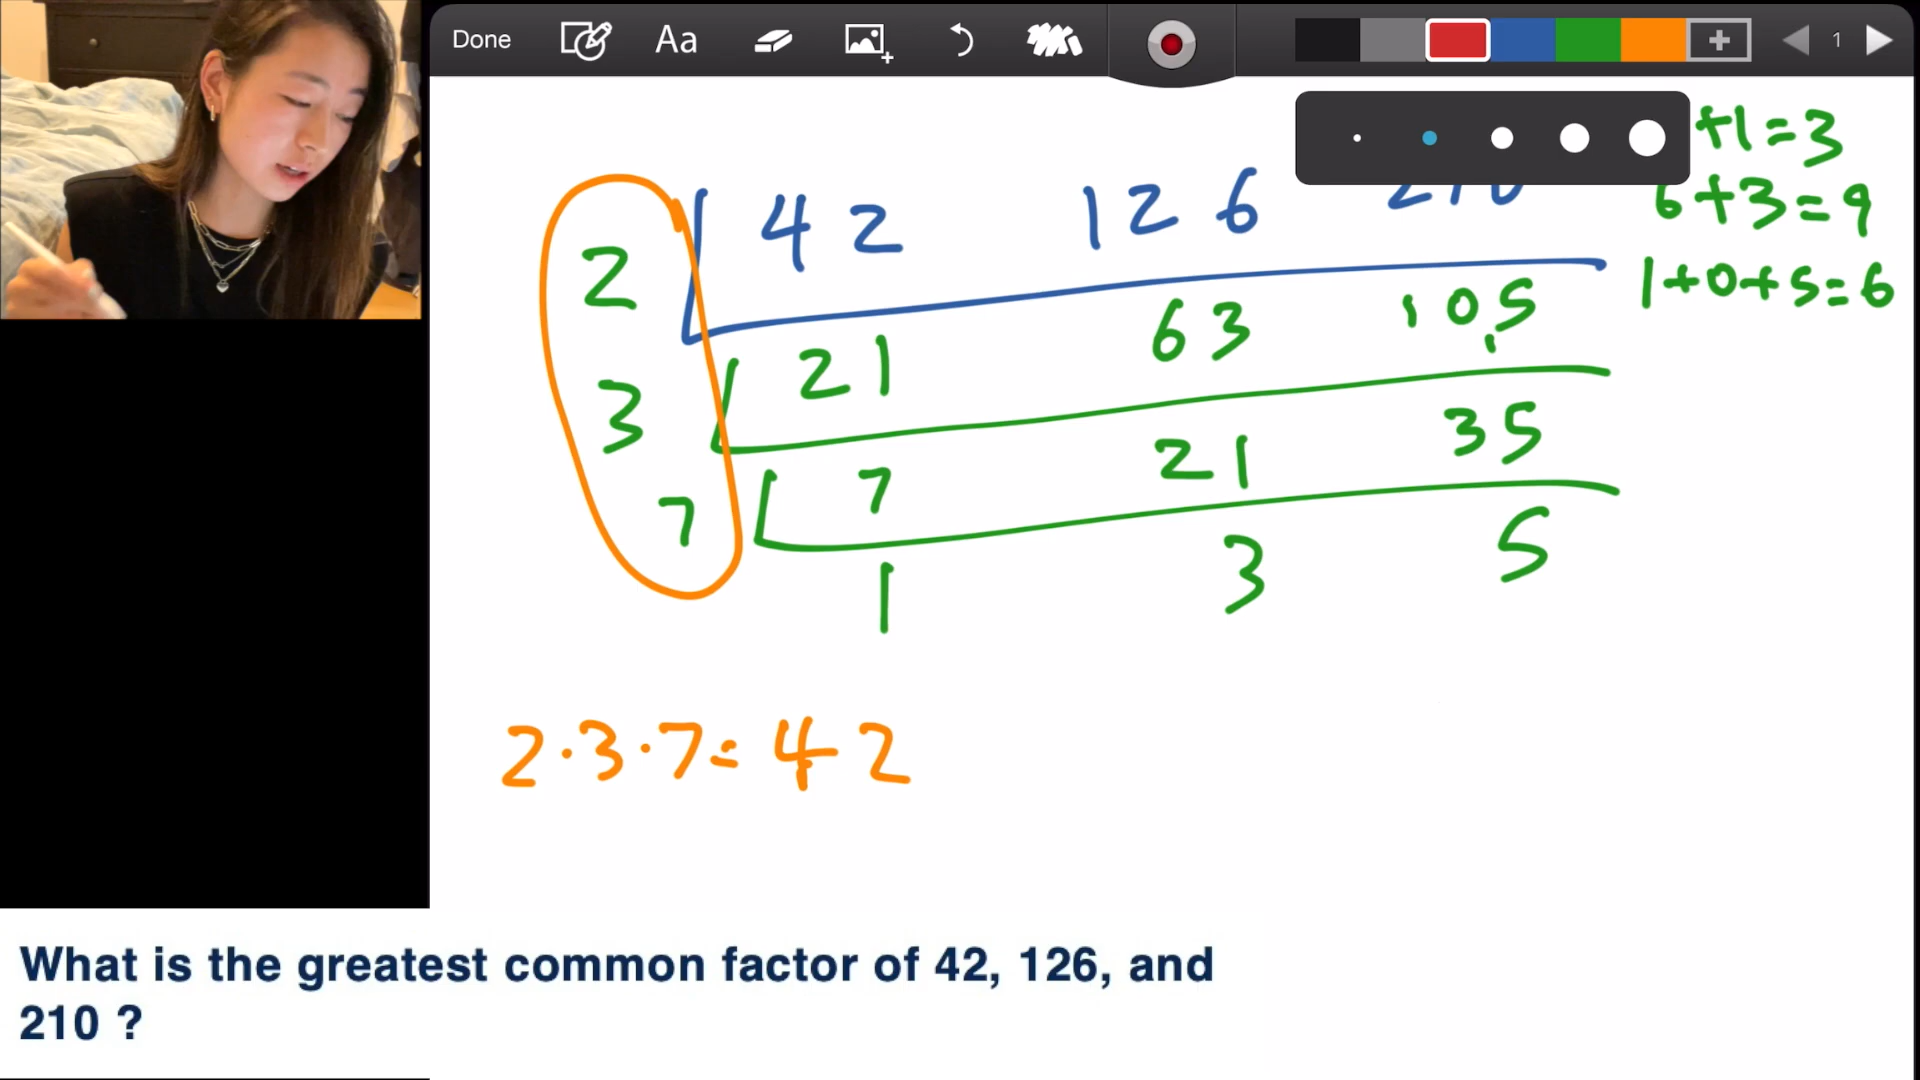 Done Aa 1
+1=3
2 42 126 210 6+3=9
3 21 63 105 1+0+5=6
7 7 21 35
1 3 5
2·3·7=42
What is the greatest common factor of 42, 126, and
210 ?